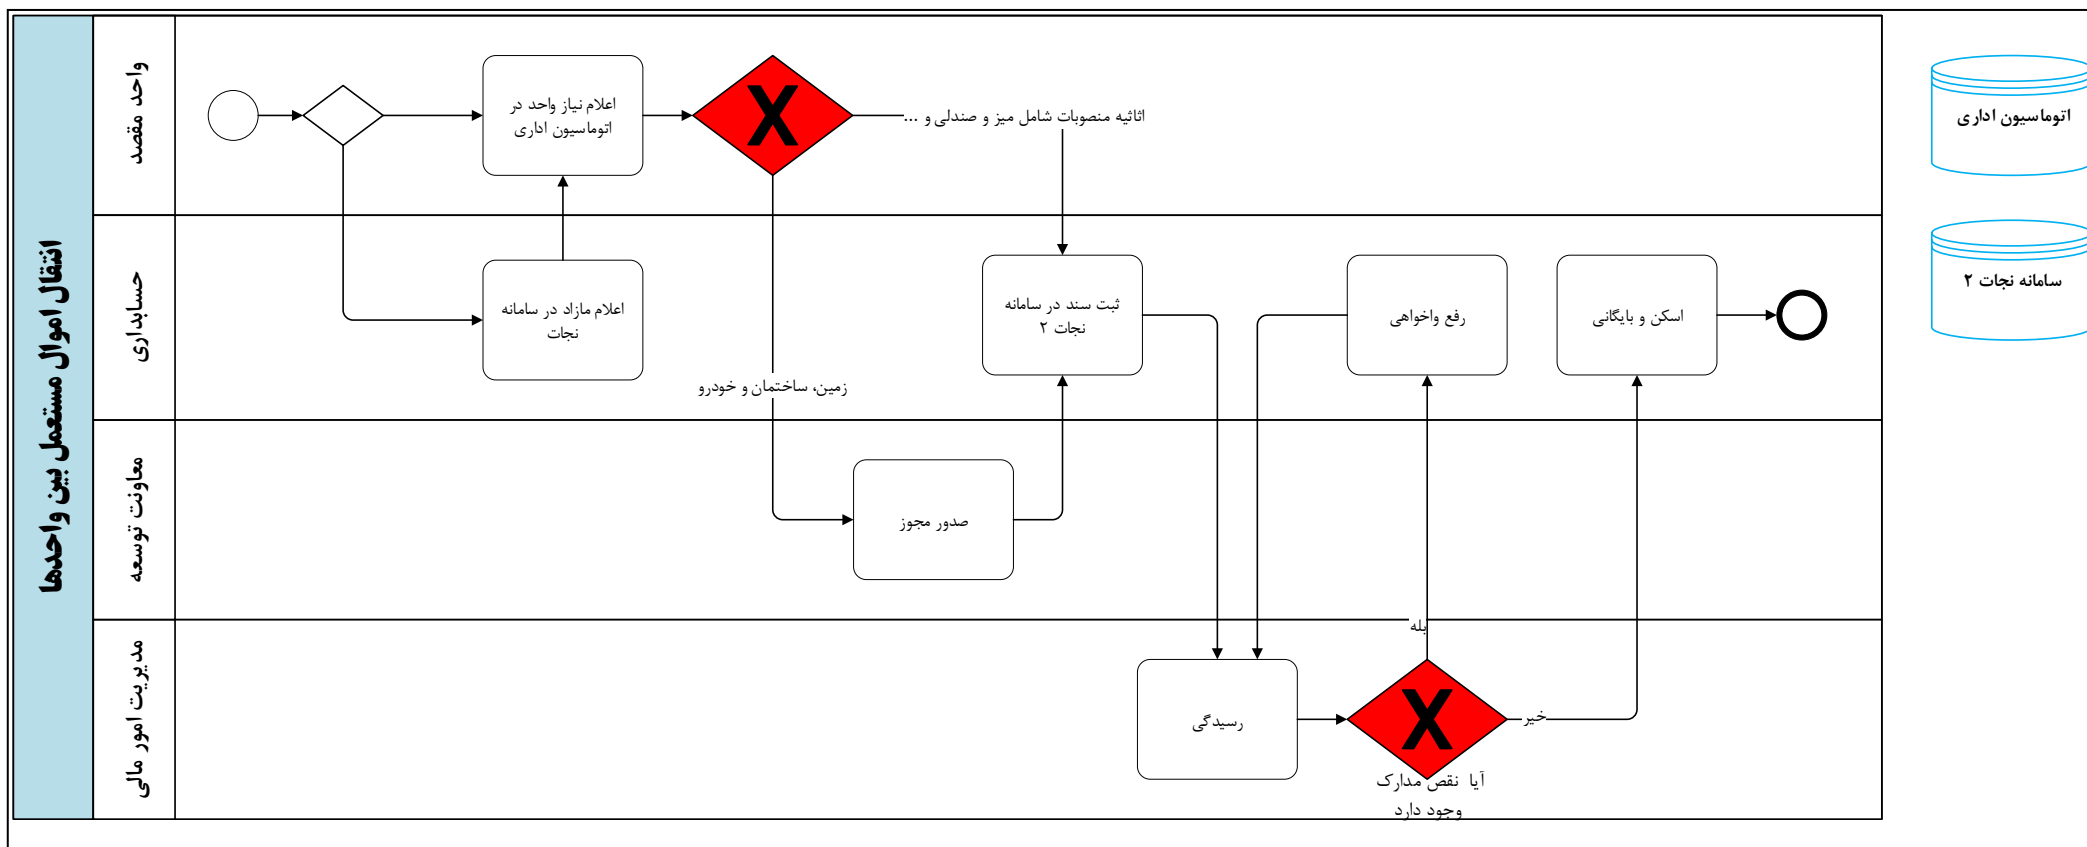 انتقال اموال مستعمل بین واحدها
واحد مقصد
اعلام نیاز واحد در
اتوماسیون اداری
اثاثیه منصوبات شامل میز و صندلی و ...
اتوماسیون اداری
حسابداری
اعلام مازاد در سامانه
نجات
زمین، ساختمان و خودرو
ثبت سند در سامانه
نجات ۲
رفع واخواهی
اسکن و بایگانی
سامانه نجات ۲
معاونت توسعه
صدور مجوز
مدیریت امور مالی
رسیدگی
بله
خیر
آیا نقص مدارک
وجود دارد